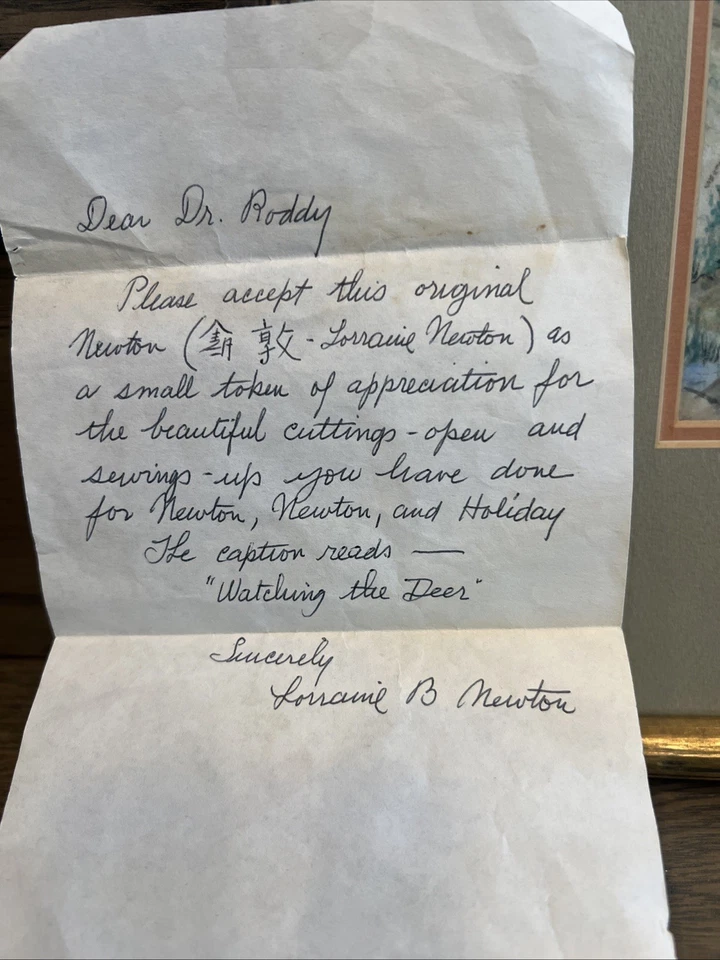 Dear Dr. Roddy
Please accept this original
Newton ( 敦 - Lorraine Newton) as
a small token of appreciation for
the beautiful cuttings-open and
sewings-up you have done
for Newton, Newton, and Holiday
The caption reads —
"Watching the Deer"
Sincerely
Lorraine B Newton